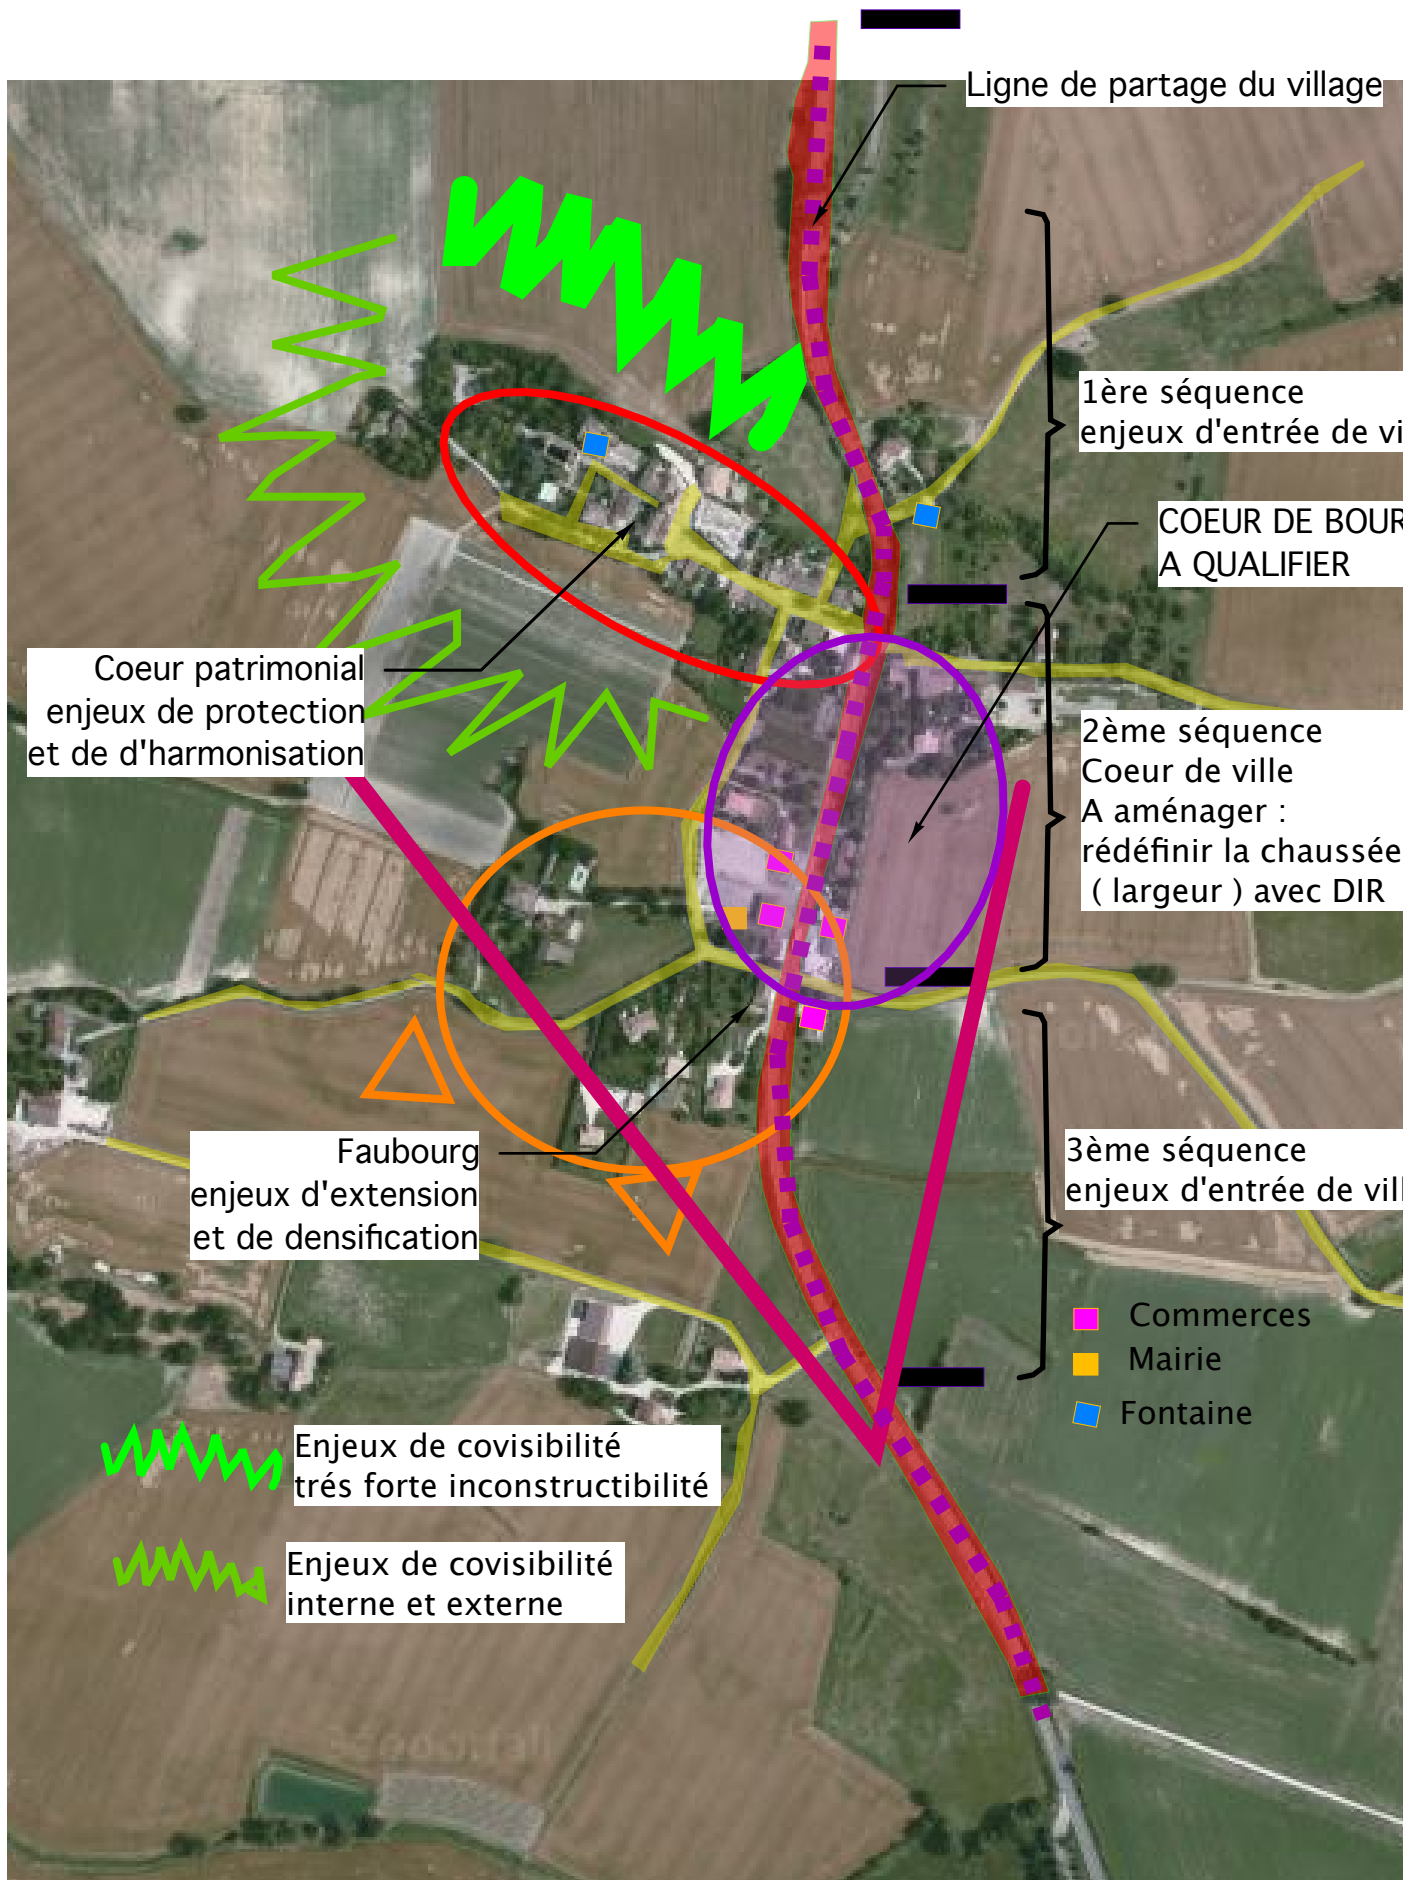 Ligne de partage du village
1ère séquence
enjeux d'entrée de vi
COEUR DE BOUR
A QUALIFIER
Coeur patrimonial
enjeux de protection
et de d'harmonisation
2ème séquence
Coeur de ville
A aménager :
rédéfinir la chaussée
( largeur ) avec DIR
Faubourg
enjeux d'extension
et de densification
3ème séquence
enjeux d'entrée de vill
Commerces
Mairie
Fontaine
Enjeux de covisibilité
trés forte inconstructibilité
Enjeux de covisibilité
interne et externe